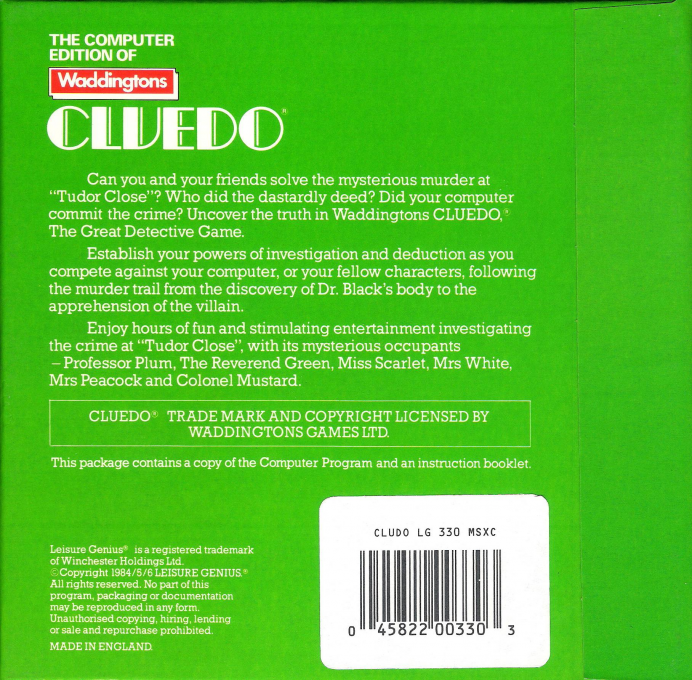 THE COMPUTER
EDITION OF
Waddingtons
CLUEDO®
Can you and your friends solve the mysterious murder at
“Tudor Close”? Who did the dastardly deed? Did your computer
commit the crime? Uncover the truth in Waddingtons CLUEDO,®
The Great Detective Game.
Establish your powers of investigation and deduction as you
compete against your computer, or your fellow characters, following
the murder trail from the discovery of Dr. Black's body to the
apprehension of the villain.
Enjoy hours of fun and stimulating entertainment investigating
the crime at “Tudor Close”, with its mysterious occupants
– Professor Plum, The Reverend Green, Miss Scarlet, Mrs White,
Mrs Peacock and Colonel Mustard.
CLUEDO® TRADE MARK AND COPYRIGHT LICENSED BY
WADDINGTONS GAMES LTD.
This package contains a copy of the Computer Program and an instruction booklet.
CLUDO LG 330 MSXC
0 45822 00330 3
Leisure Genius® is a registered trademark
of Winchester Holdings Ltd.
©Copyright 1984/5/6 LEISURE GENIUS.®
All rights reserved. No part of this
program, packaging or documentation
may be reproduced in any form.
Unauthorised copying, hiring, lending
or sale and repurchase prohibited.
MADE IN ENGLAND.